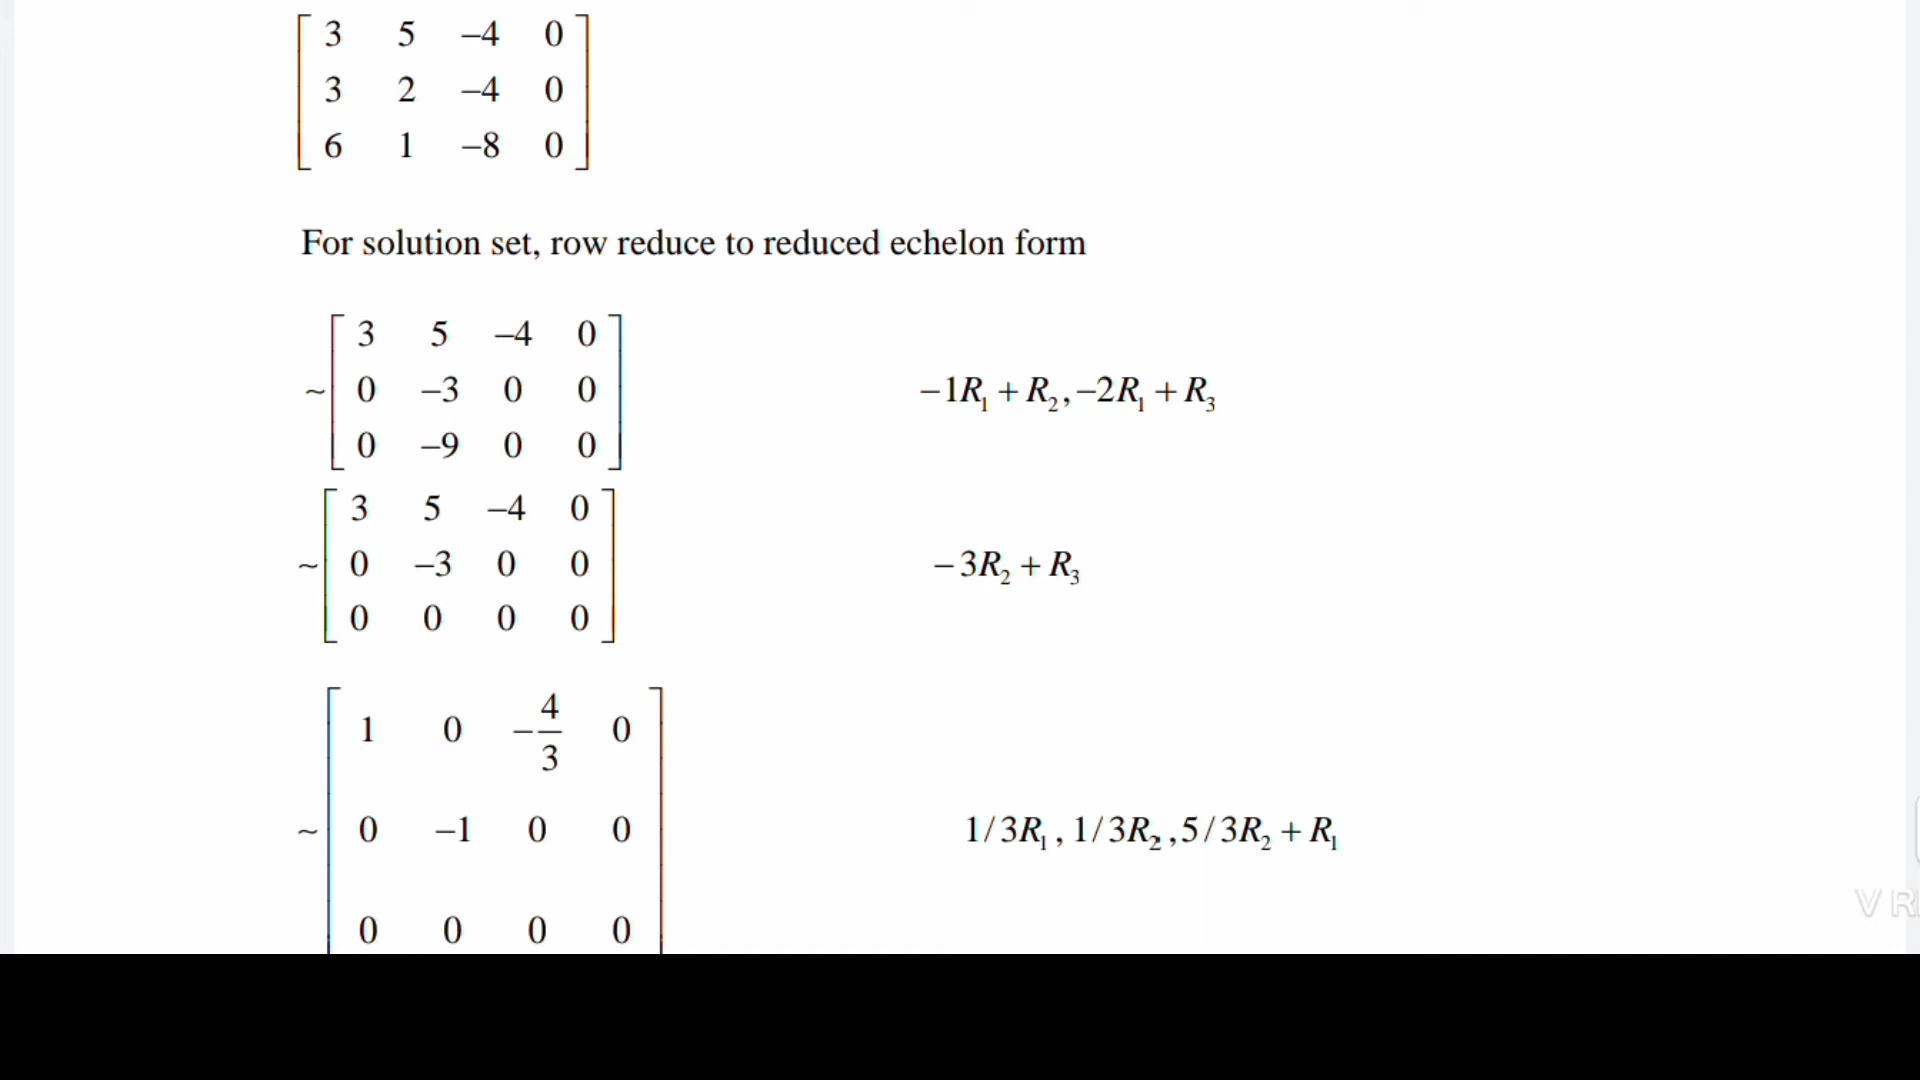 3 5 –4 0
3 2 –4 0
6 1 –8 0
For solution set, row reduce to reduced echelon form
3 5 –4 0
~ 0 –3 0 0 −1R₁ + R₂, −2R₁ + R₃
0 –9 0 0
3 5 –4 0
~ 0 –3 0 0 −3R₂ + R₃
0 0 0 0
1 0 −4/3 0
~ 0 –1 0 0 1/3R₁ , 1/3R₂ , 5/3R₂ + R₁
0 0 0 0